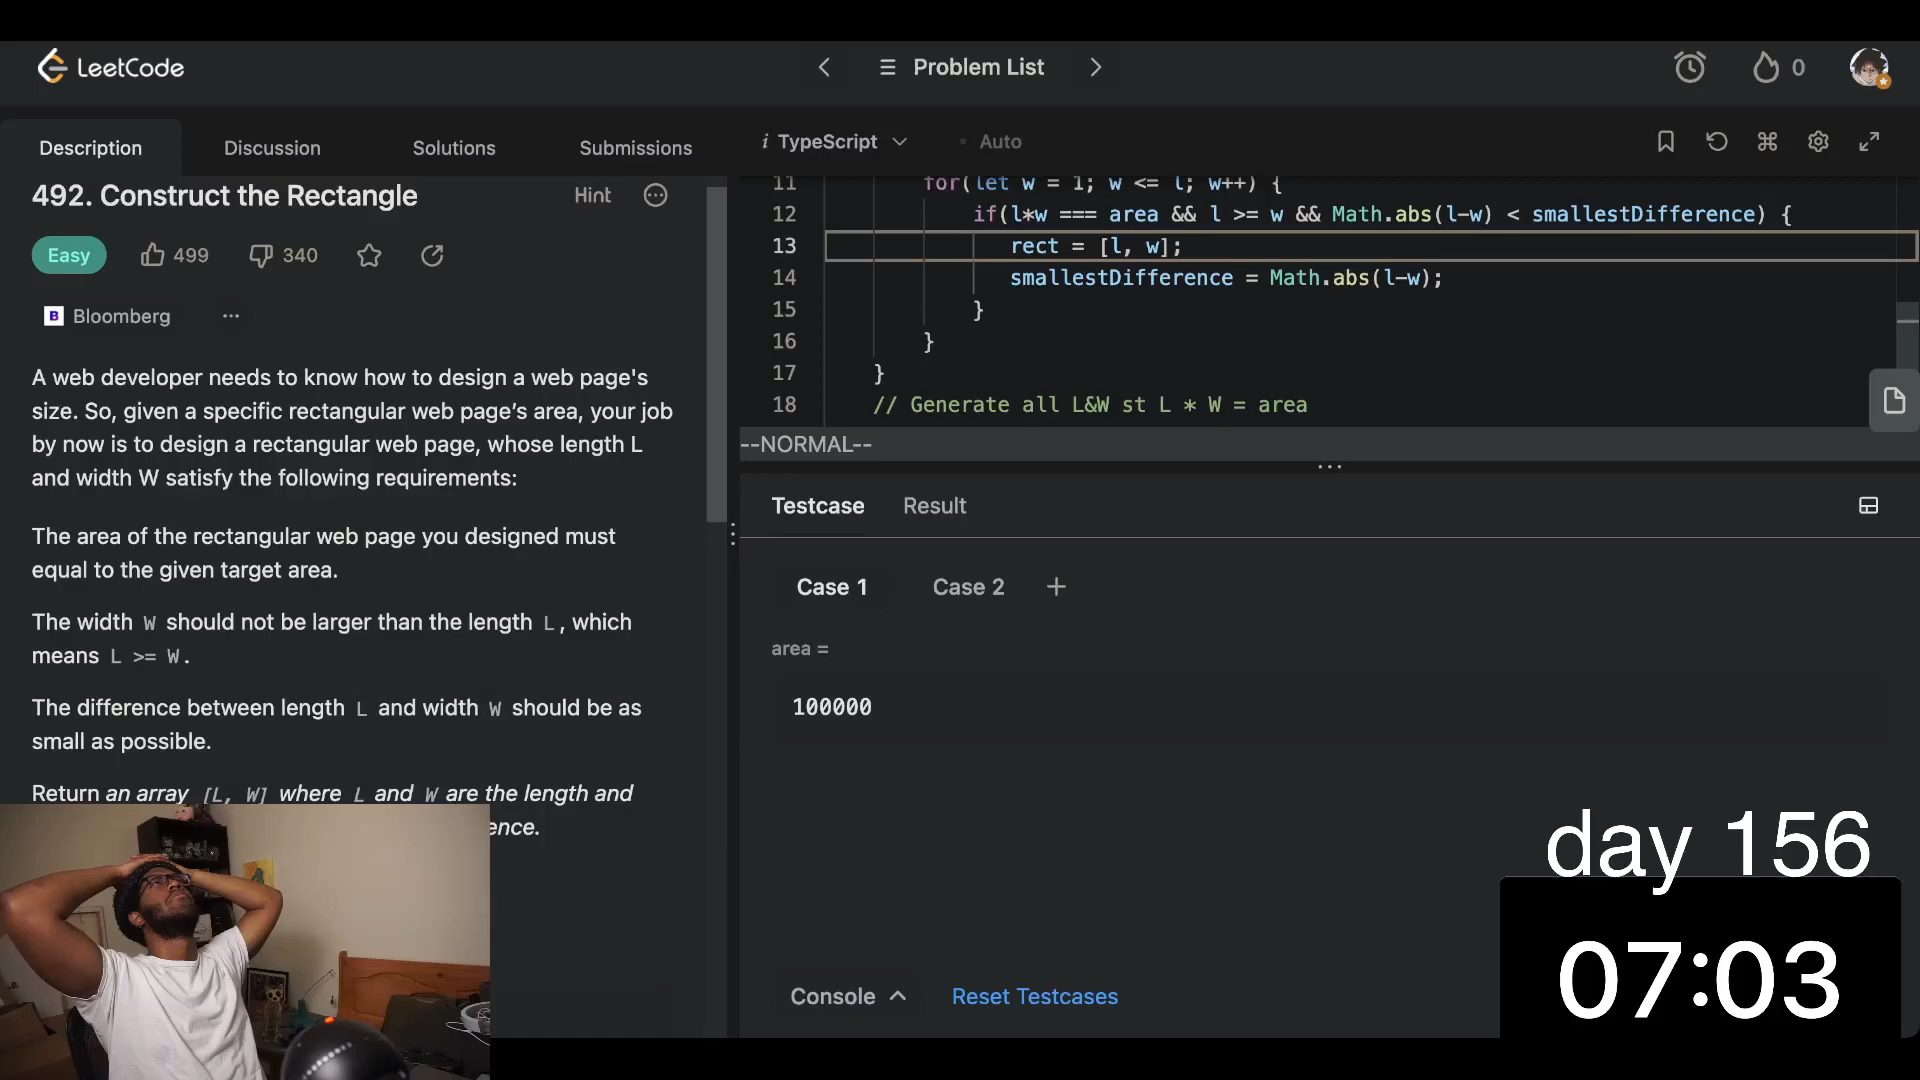 LeetCode
Problem List
0
Description
Discussion
Solutions
Submissions
i TypeScript
• Auto
492. Construct the Rectangle
Hint
Easy
499
340
B Bloomberg
...
A web developer needs to know how to design a web page's
size. So, given a specific rectangular web page’s area, your job
by now is to design a rectangular web page, whose length L
and width W satisfy the following requirements:
The area of the rectangular web page you designed must
equal to the given target area.
The width W should not be larger than the length L, which
means L >= W.
The difference between length L and width W should be as
small as possible.
Return an array [L, W] where L and W are the length and
ence.
11 for(let w = 1; w <= l; w++) {
12 if(l*w === area && l >= w && Math.abs(l-w) < smallestDifference) {
13 rect = [l, w];
14 smallestDifference = Math.abs(l-w);
15 }
16 }
17 }
18 // Generate all L&W st L * W = area
--NORMAL--
Testcase
Result
Case 1
Case 2
+
area =
100000
Console
Reset Testcases
day 156
07:03